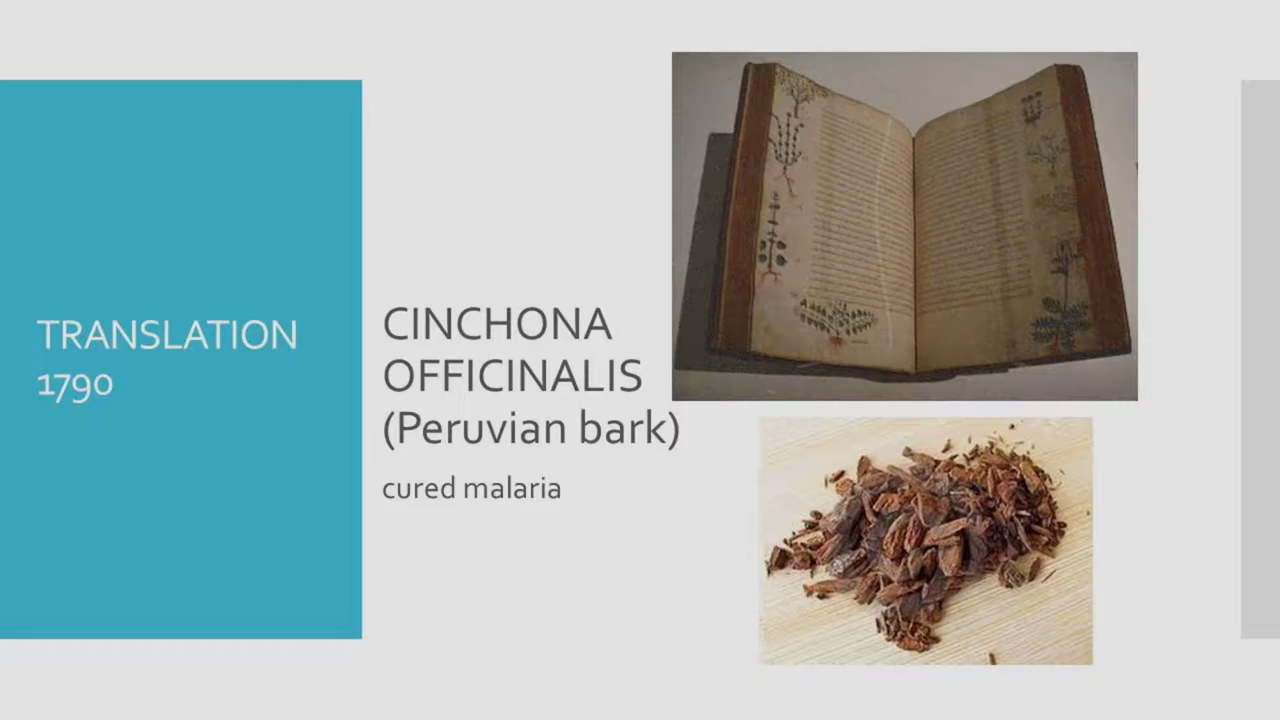 TRANSLATION
1790
CINCHONA
OFFICINALIS
(Peruvian bark)
cured malaria